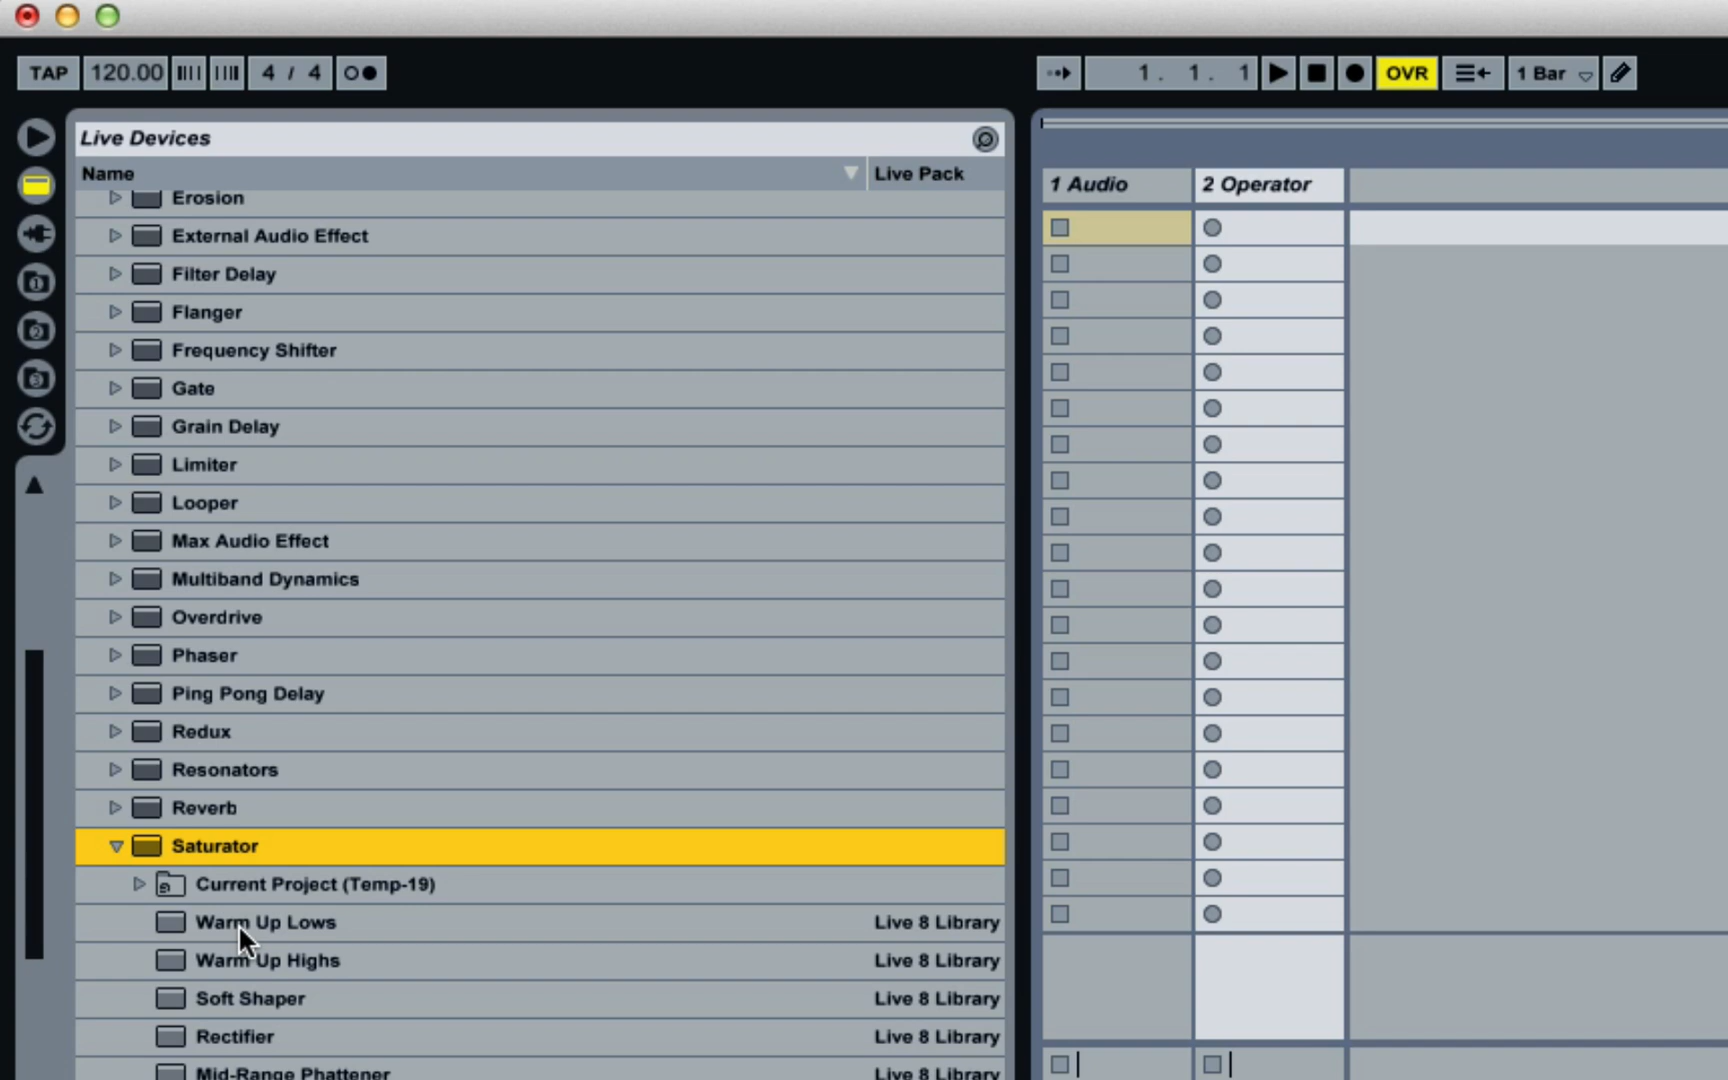 TAP 120.00 4 / 4 1. 1. 1 OVR 1 Bar
Live Devices
Name Live Pack
1 Audio 2 Operator
Erosion
External Audio Effect
Filter Delay
Flanger
Frequency Shifter
Gate
Grain Delay
Limiter
Looper
Max Audio Effect
Multiband Dynamics
Overdrive
Phaser
Ping Pong Delay
Redux
Resonators
Reverb
Saturator
Current Project (Temp-19)
Warm Up Lows Live 8 Library
Warm Up Highs Live 8 Library
Soft Shaper Live 8 Library
Rectifier Live 8 Library
Mid-Range Phattener Live 8 Library
1
2
3